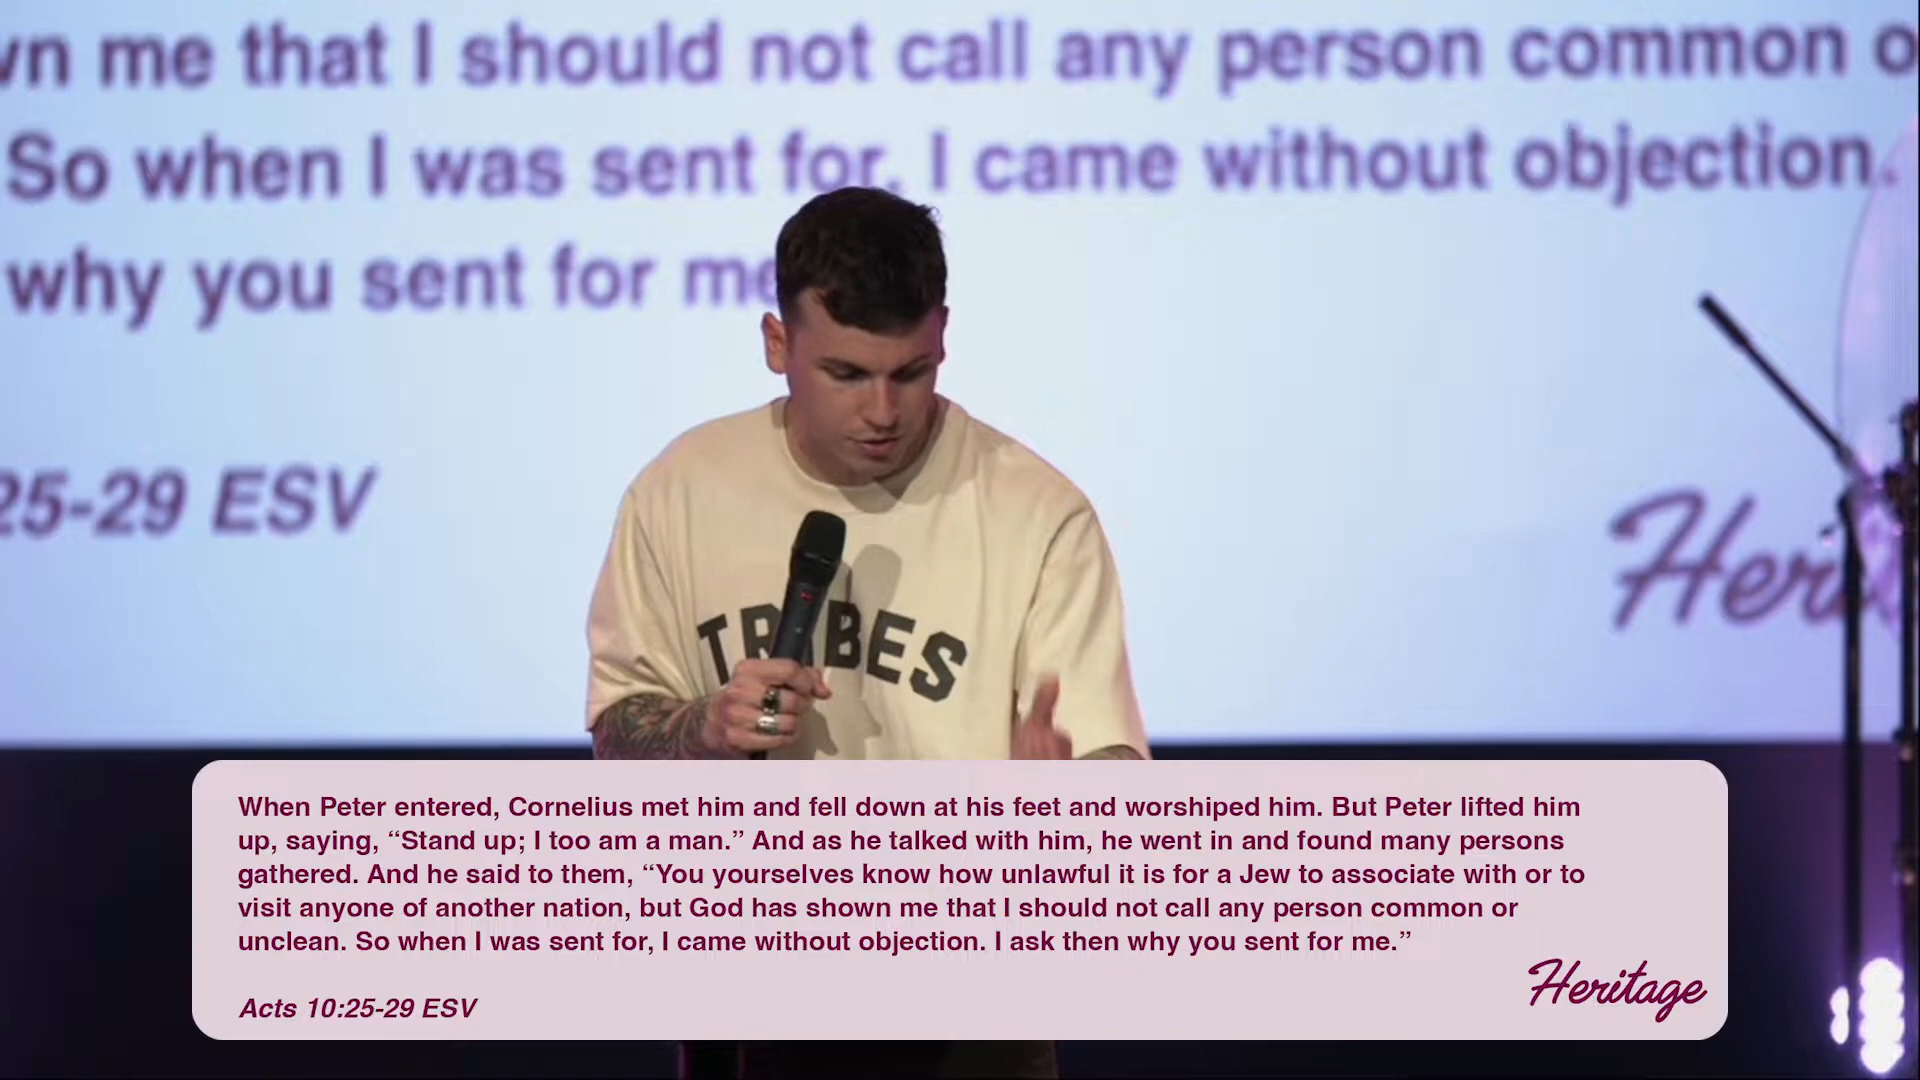 wn me that I should not call any person common o
So when I was sent for, I came without objection.
why you sent for me
25-29 ESV
Her
TRIBES
When Peter entered, Cornelius met him and fell down at his feet and worshiped him. But Peter lifted him
up, saying, “Stand up; I too am a man.” And as he talked with him, he went in and found many persons
gathered. And he said to them, “You yourselves know how unlawful it is for a Jew to associate with or to
visit anyone of another nation, but God has shown me that I should not call any person common or
unclean. So when I was sent for, I came without objection. I ask then why you sent for me.”
Heritage
Acts 10:25-29 ESV